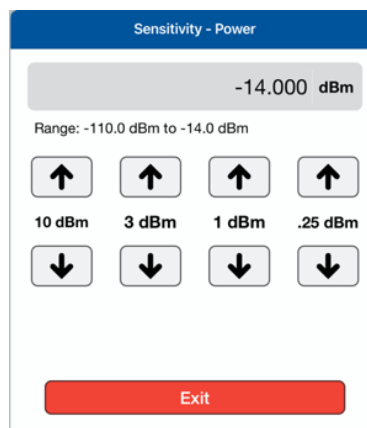 Sensitivity - Power
-14.000 dBm
Range: -110.0 dBm to -14.0 dBm
10 dBm 3 dBm 1 dBm .25 dBm
Exit